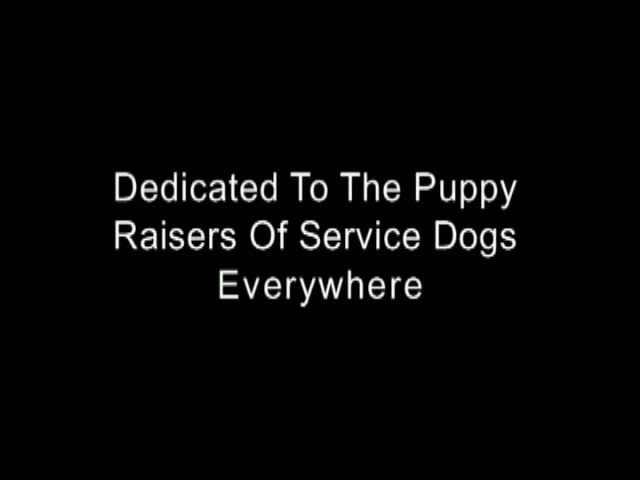 Dedicated To The Puppy
Raisers Of Service Dogs
Everywhere